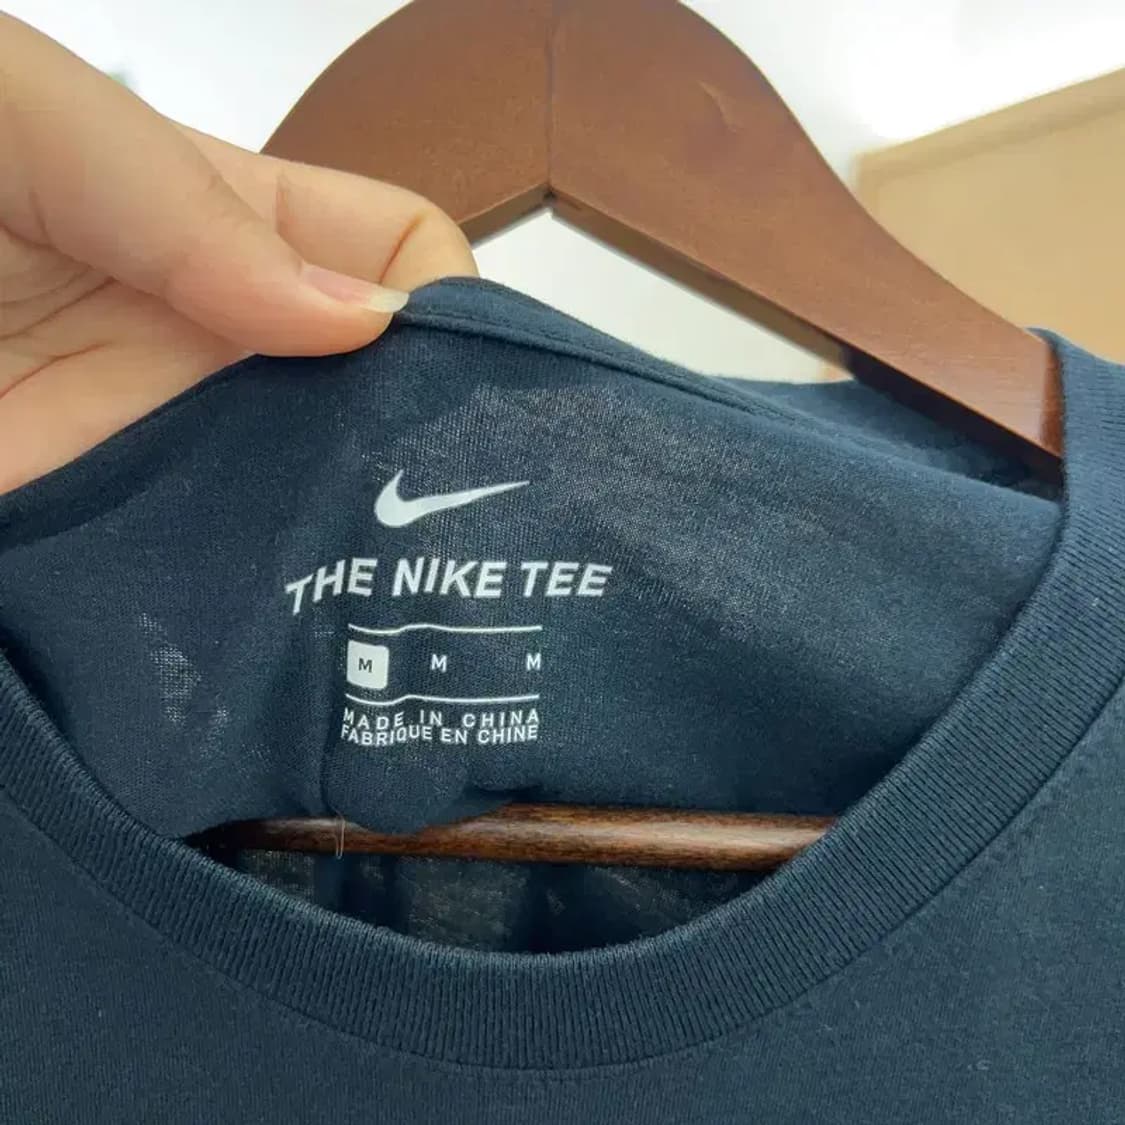 THE NIKE TEE
M M M
MADE IN CHINA
FABRIQUE EN CHINE